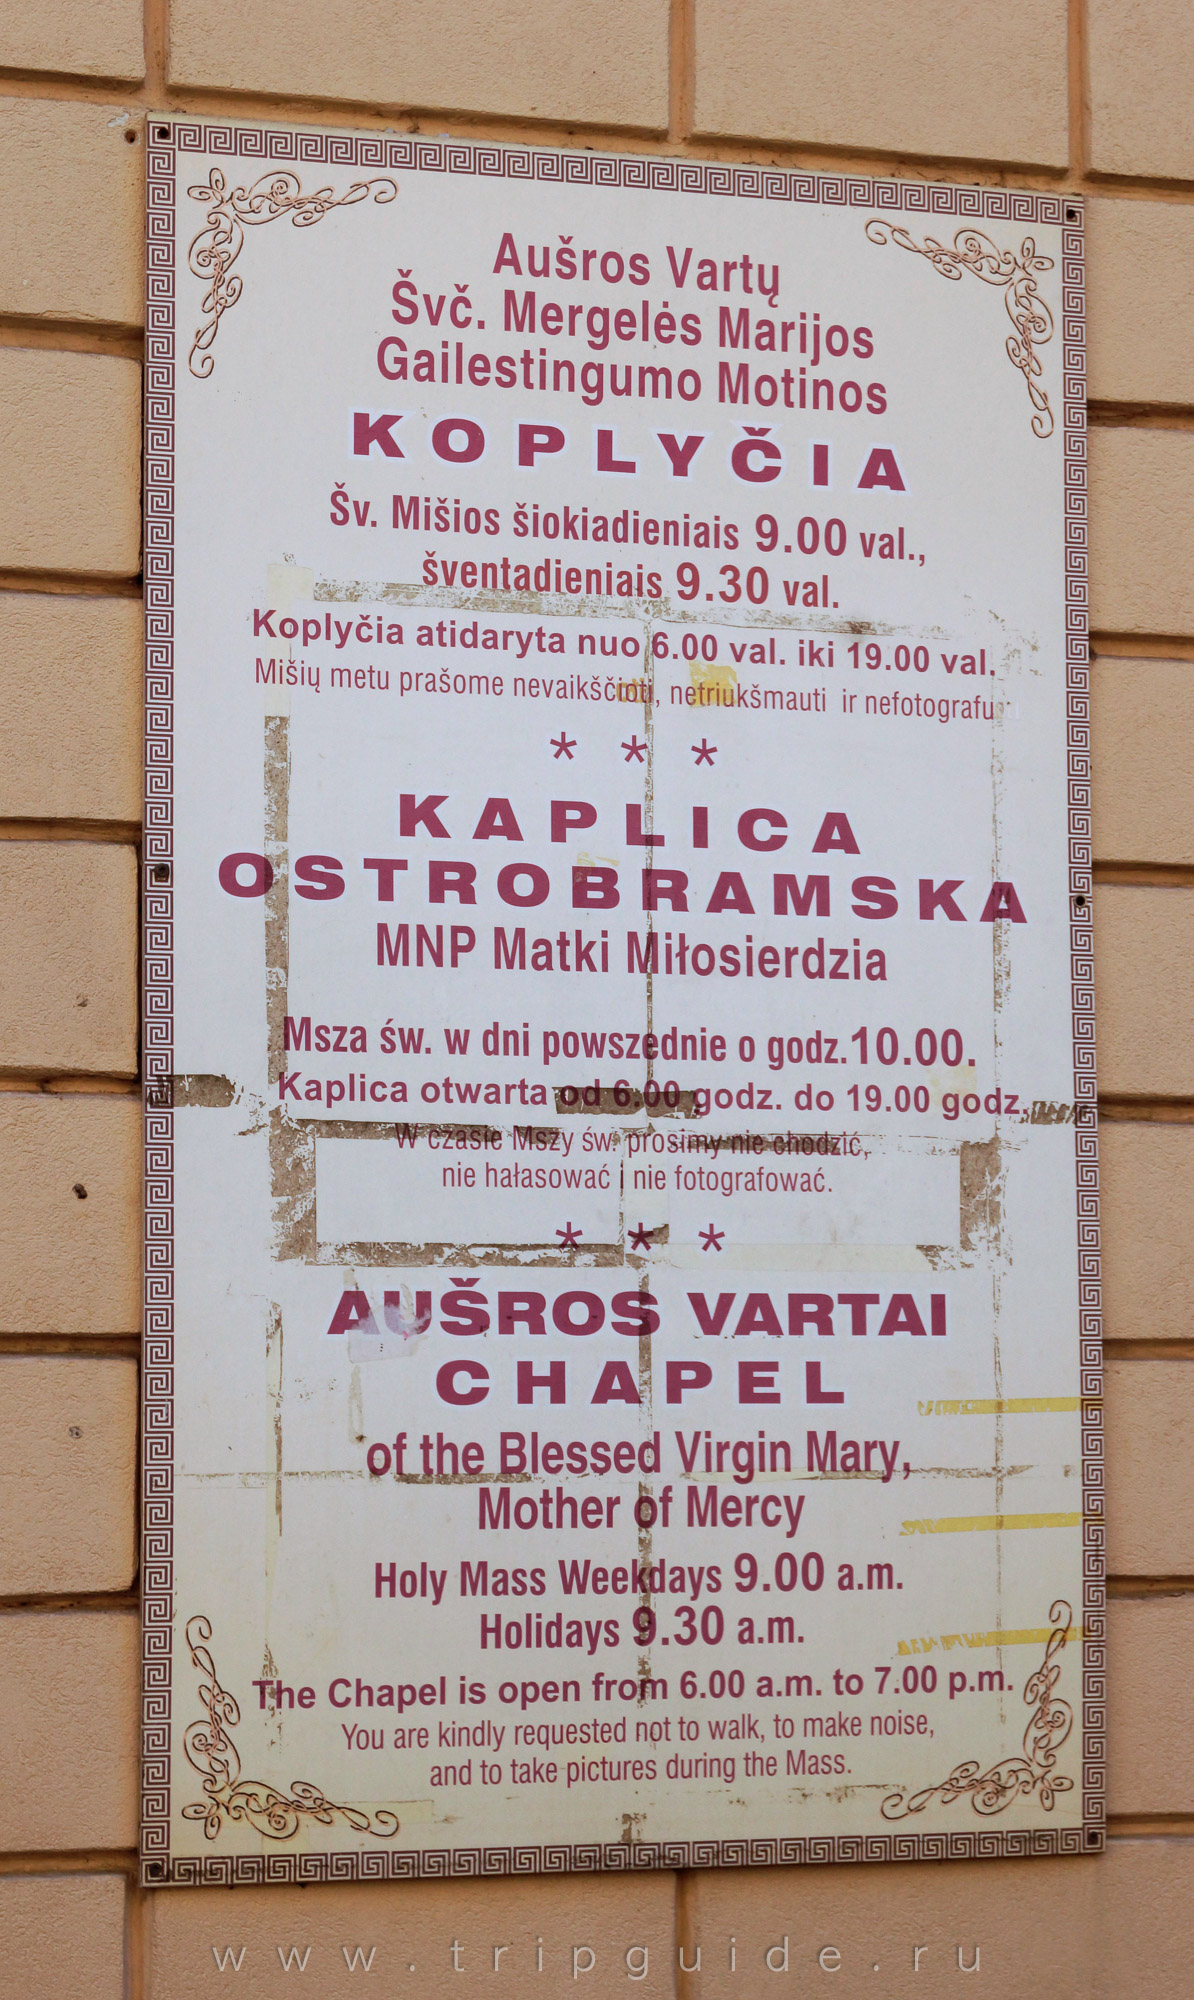 Aušros Vartų
Švč. Mergelės Marijos
Gailestingumo Motinos
KOPLYČIA
Šv. Mišios šiokiadieniais 9.00 val.,
šventadieniais 9.30 val.
Koplyčia atidaryta nuo 6.00 val. iki 19.00 val.
Mišių metu prašome nevaikščioti, netriukšmauti ir
* * *
KAPLICA
OSTROBRAMSKA
MNP Matki Miłosierdzia
Msza św. w dni powszednie o godz.10.00.
Kaplica otwarta od 6.00 godz. do 19.00 godz.
W czasie Mszy św. prosimy nie chodzić,
nie hałasować i nie fotografować.
* * *
AUŠROS VARTAI
CHAPEL
of the Blessed Virgin Mary,
Mother of Mercy
Holy Mass Weekdays 9.00 a.m.
Holidays 9.30 a.m.
The Chapel is open from 6.00 a.m. to 7.00 p.m.
You are kindly requested not to walk, to make noise,
and to take pictures during the Mass.
www.tripguide.ru